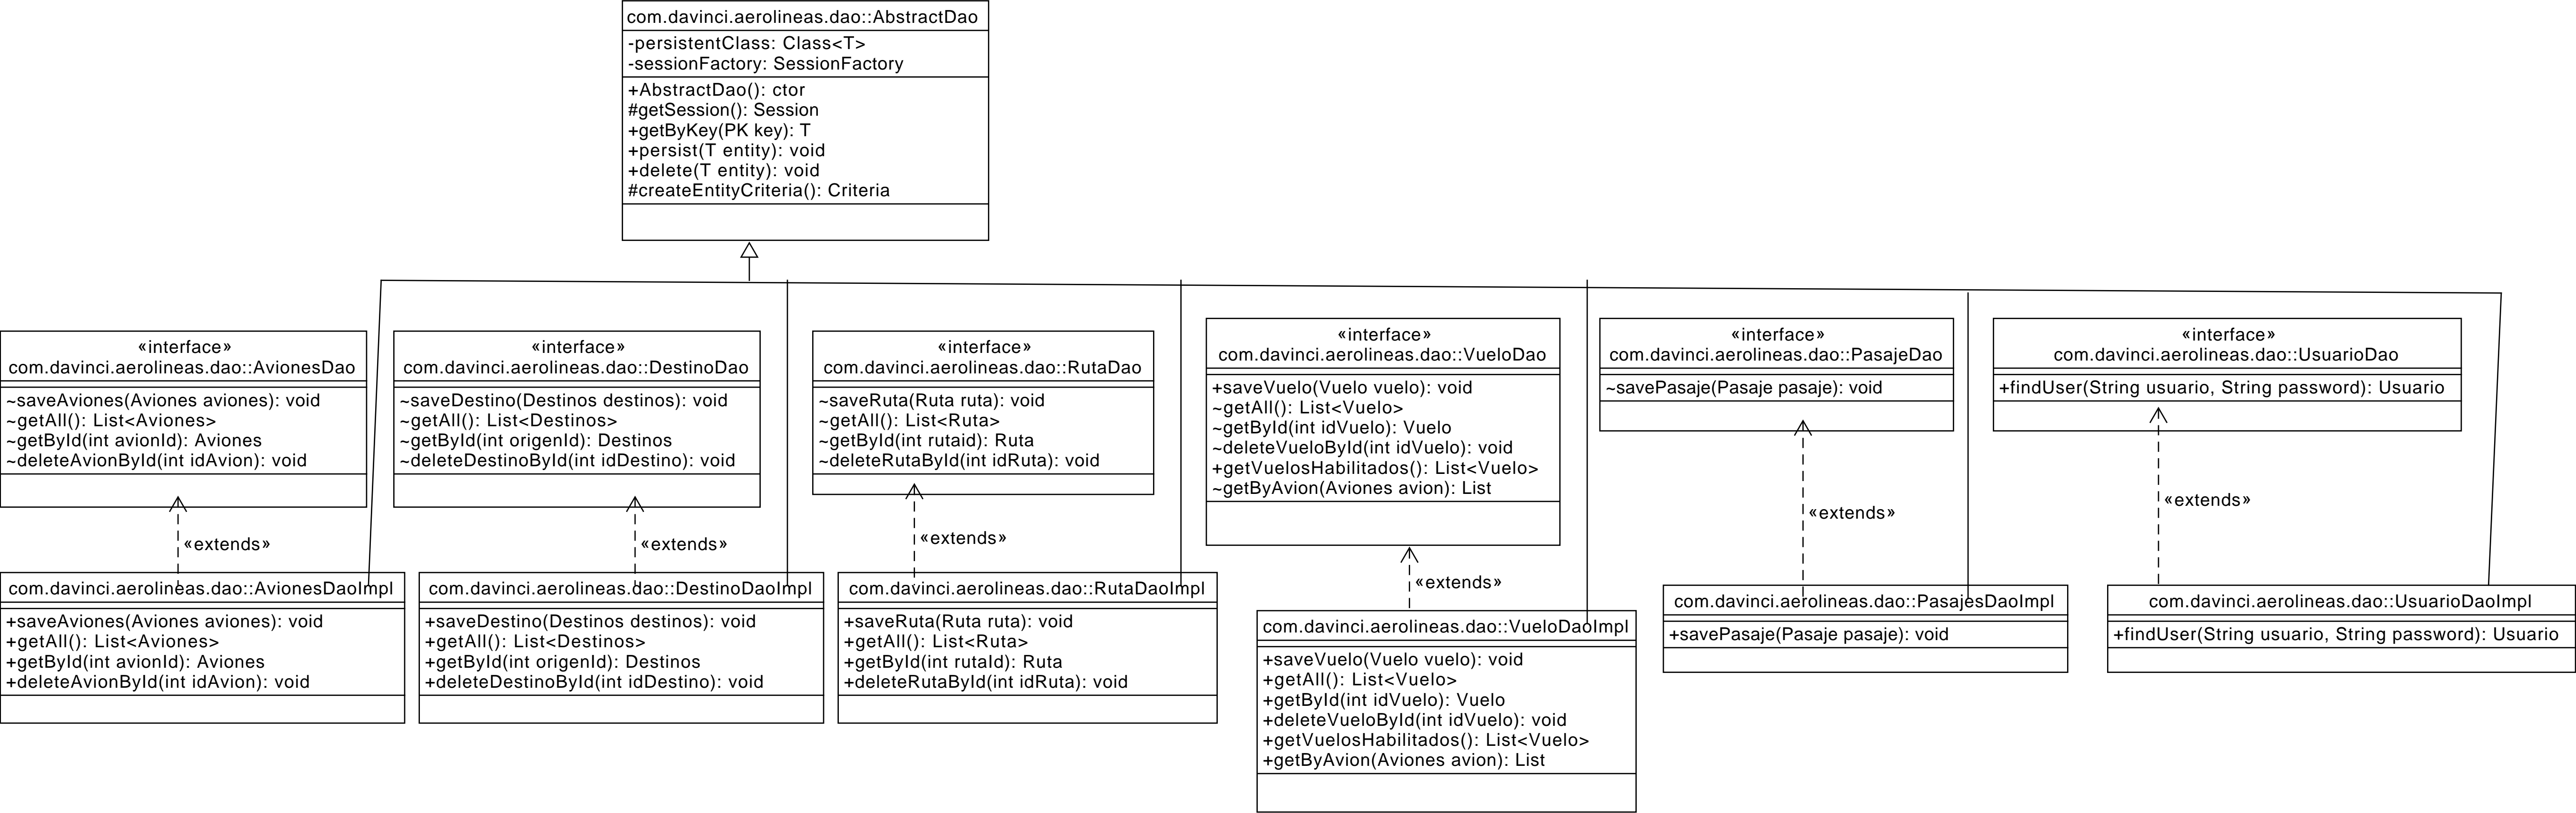 com.davinci.aerolineas.dao::AbstractDao
-persistentClass: Class<T>
-sessionFactory: SessionFactory
+AbstractDao(): ctor
#getSession(): Session
+getByKey(PK key): T
+persist(T entity): void
+delete(T entity): void
#createEntityCriteria(): Criteria
«interface»
com.davinci.aerolineas.dao::AvionesDao
~saveAviones(Aviones aviones): void
~getAll(): List<Aviones>
~getById(int avionId): Aviones
~deleteAvionById(int idAvion): void
«interface»
com.davinci.aerolineas.dao::DestinoDao
~saveDestino(Destinos destinos): void
~getAll(): List<Destinos>
~getById(int origenId): Destinos
~deleteDestinoById(int idDestino): void
«interface»
com.davinci.aerolineas.dao::RutaDao
~saveRuta(Ruta ruta): void
~getAll(): List<Ruta>
~getById(int rutaid): Ruta
~deleteRutaById(int idRuta): void
«interface»
com.davinci.aerolineas.dao::VueloDao
+saveVuelo(Vuelo vuelo): void
~getAll(): List<Vuelo>
~getById(int idVuelo): Vuelo
~deleteVueloById(int idVuelo): void
+getVuelosHabilitados(): List<Vuelo>
~getByAvion(Aviones avion): List
«interface»
com.davinci.aerolineas.dao::PasajeDao
~savePasaje(Pasaje pasaje): void
«interface»
com.davinci.aerolineas.dao::UsuarioDao
+findUser(String usuario, String password): Usuario
«extends»
«extends»
«extends»
«extends»
«extends»
«extends»
com.davinci.aerolineas.dao::AvionesDaoImpl
+saveAviones(Aviones aviones): void
+getAll(): List<Aviones>
+getById(int avionId): Aviones
+deleteAvionById(int idAvion): void
com.davinci.aerolineas.dao::DestinoDaoImpl
+saveDestino(Destinos destinos): void
+getAll(): List<Destinos>
+getById(int origenId): Destinos
+deleteDestinoById(int idDestino): void
com.davinci.aerolineas.dao::RutaDaoImpl
+saveRuta(Ruta ruta): void
+getAll(): List<Ruta>
+getById(int rutaId): Ruta
+deleteRutaById(int idRuta): void
com.davinci.aerolineas.dao::VueloDaoImpl
+saveVuelo(Vuelo vuelo): void
+getAll(): List<Vuelo>
+getById(int idVuelo): Vuelo
+deleteVueloById(int idVuelo): void
+getVuelosHabilitados(): List<Vuelo>
+getByAvion(Aviones avion): List
com.davinci.aerolineas.dao::PasajesDaoImpl
+savePasaje(Pasaje pasaje): void
com.davinci.aerolineas.dao::UsuarioDaoImpl
+findUser(String usuario, String password): Usuario